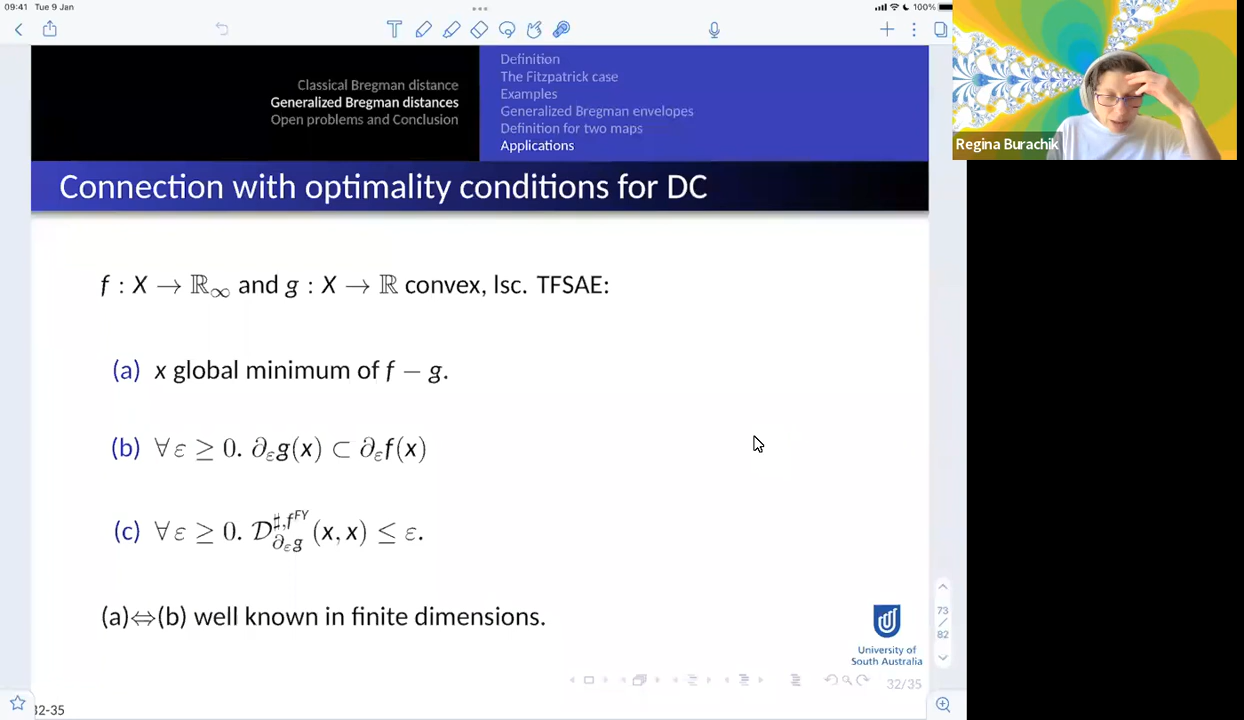 09:41 Tue 9 Jan
100%
Classical Bregman distance
Generalized Bregman distances
Open problems and Conclusion
Definition
The Fitzpatrick case
Examples
Generalized Bregman envelopes
Definition for two maps
Applications
Regina Burachik
Connection with optimality conditions for DC
f : X → ℝ∞ and g : X → ℝ convex, lsc. TFSAE:
(a) x global minimum of f − g.
(b) ∀ ε ≥ 0. ∂εg(x) ⊂ ∂εf(x)
(c) ∀ ε ≥ 0. 𝒟^{♯,f^{FY}}_{∂εg}(x, x) ≤ ε.
(a)⇔(b) well known in finite dimensions.
73
/
82
University of
South Australia
32/35
32-35